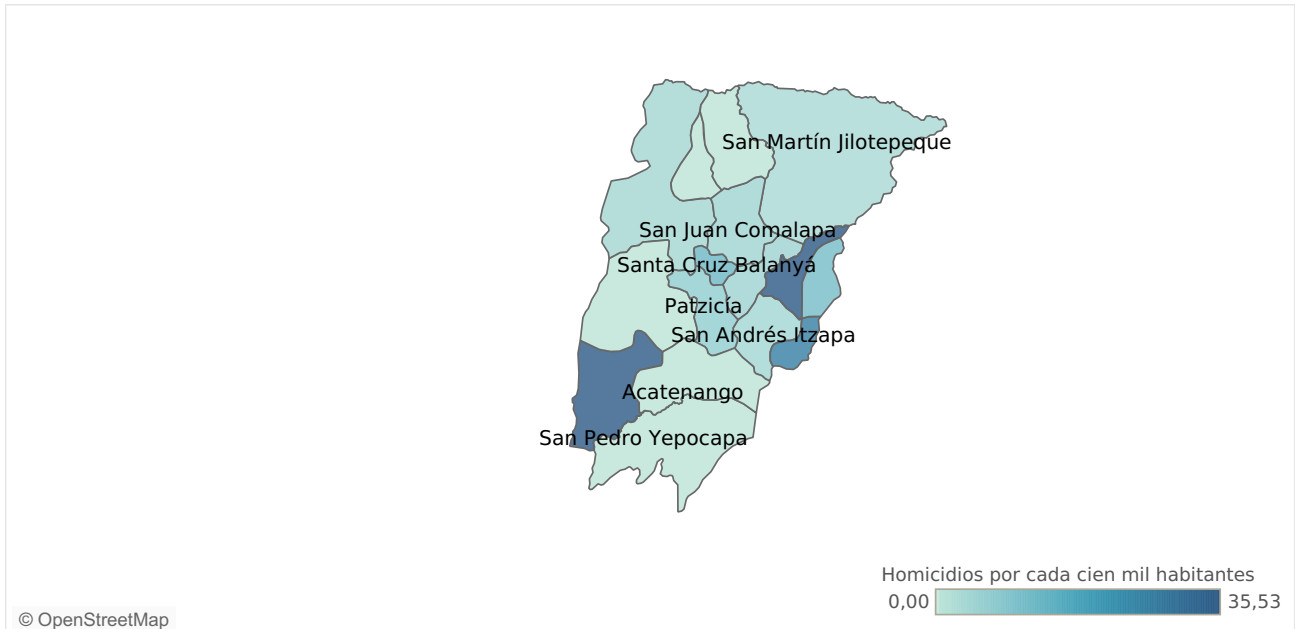 San Martín Jilotepeque
San Juan Comalapa
Santa Cruz Balanyá
Patzicía
San Andrés Itzapa
Acatenango
San Pedro Yepocapa
Homicidios por cada cien mil habitantes
0,00 35,53
© OpenStreetMap